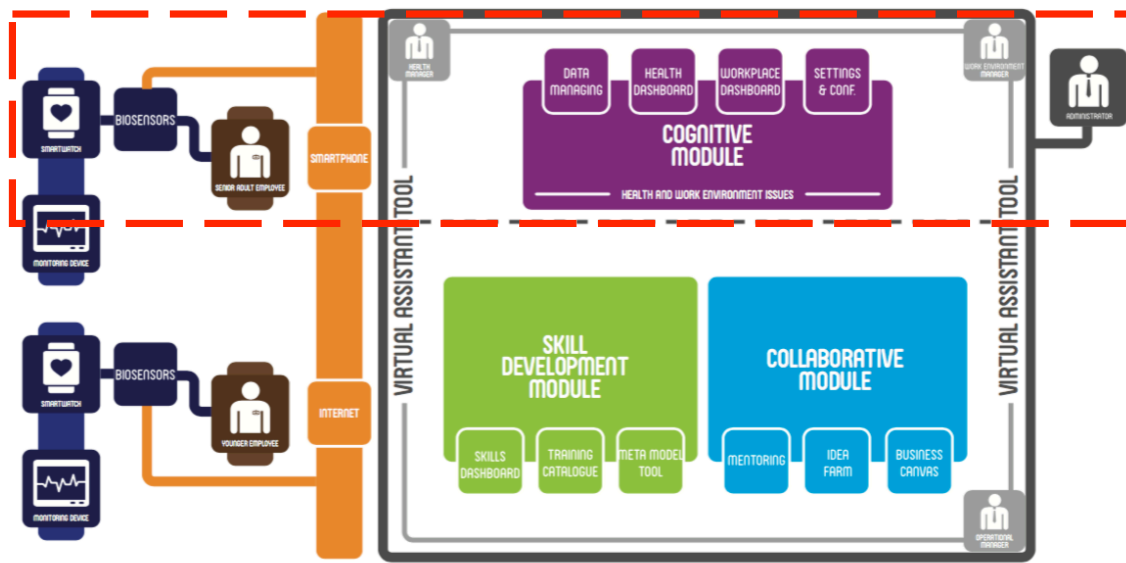 HEALTH
MANAGER
WORK ENVIRONMENT
MANAGER
DATA
MANAGING
HEALTH
DASHBOARD
WORKPLACE
DASHBOARD
SETTINGS
& CONF.
COGNITIVE
MODULE
HEALTH AND WORK ENVIRONMENT ISSUES
ADMINISTRATOR
SMARTWATCH
BIOSENSORS
SENIOR ADULT EMPLOYEE
SMARTPHONE
MONITORING DEVICE
VIRTUAL ASSISTANT TOOL
VIRTUAL ASSISTANT TOOL
SMARTWATCH
BIOSENSORS
YOUNGER EMPLOYEE
INTERNET
MONITORING DEVICE
SKILL
DEVELOPMENT
MODULE
SKILLS
DASHBOARD
TRAINING
CATALOGUE
META MODEL
TOOL
COLLABORATIVE
MODULE
MENTORING
IDEA
FARM
BUSINESS
CANVAS
OPERATIONAL
MANAGER